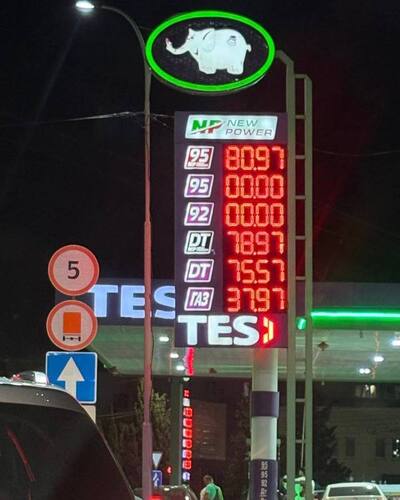 NP NEW
POWER
95 80.97
95 00.00
92 00.00
DT 78.97
DT 75.57
ГАЗ 37.97
TES
TES
5